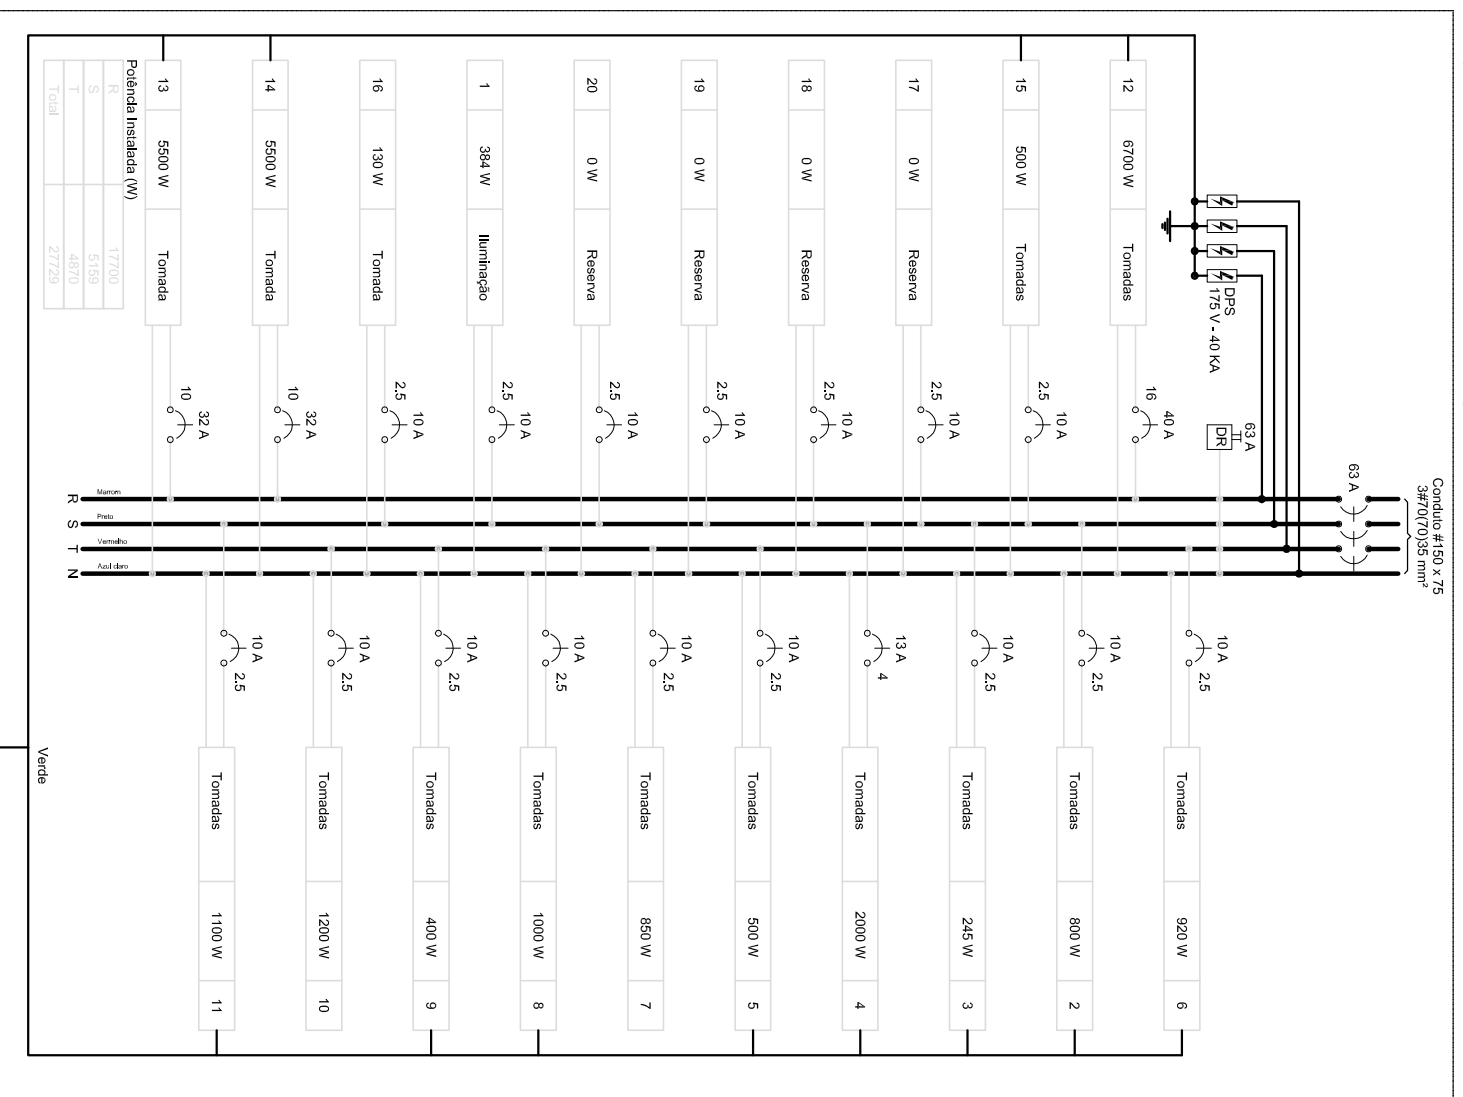 Conduto #150 x 75
3#70(70)35 mm²
63 A
63 A
DR
DPS
175 V - 40 KA
12
6700 W
Tomadas
16
40 A
15
500 W
Tomadas
2.5
10 A
17
0 W
Reserva
2.5
10 A
18
0 W
Reserva
2.5
10 A
19
0 W
Reserva
2.5
10 A
20
0 W
Reserva
2.5
10 A
1
384 W
Iluminação
2.5
10 A
16
130 W
Tomada
2.5
10 A
14
5500 W
Tomada
10
32 A
13
5500 W
Tomada
10
32 A
Potência Instalada (W)
R 17700
S 5159
T 4870
Total 27729
R Marrom
S Preto
T Vermelho
N Azul claro
10 A
2.5
Tomadas
920 W
6
10 A
2.5
Tomadas
800 W
2
10 A
2.5
Tomadas
245 W
3
13 A
4
Tomadas
2000 W
4
10 A
2.5
Tomadas
500 W
5
10 A
2.5
Tomadas
850 W
7
10 A
2.5
Tomadas
1000 W
8
10 A
2.5
Tomadas
400 W
9
10 A
2.5
Tomadas
1200 W
10
10 A
2.5
Tomadas
1100 W
11
Verde